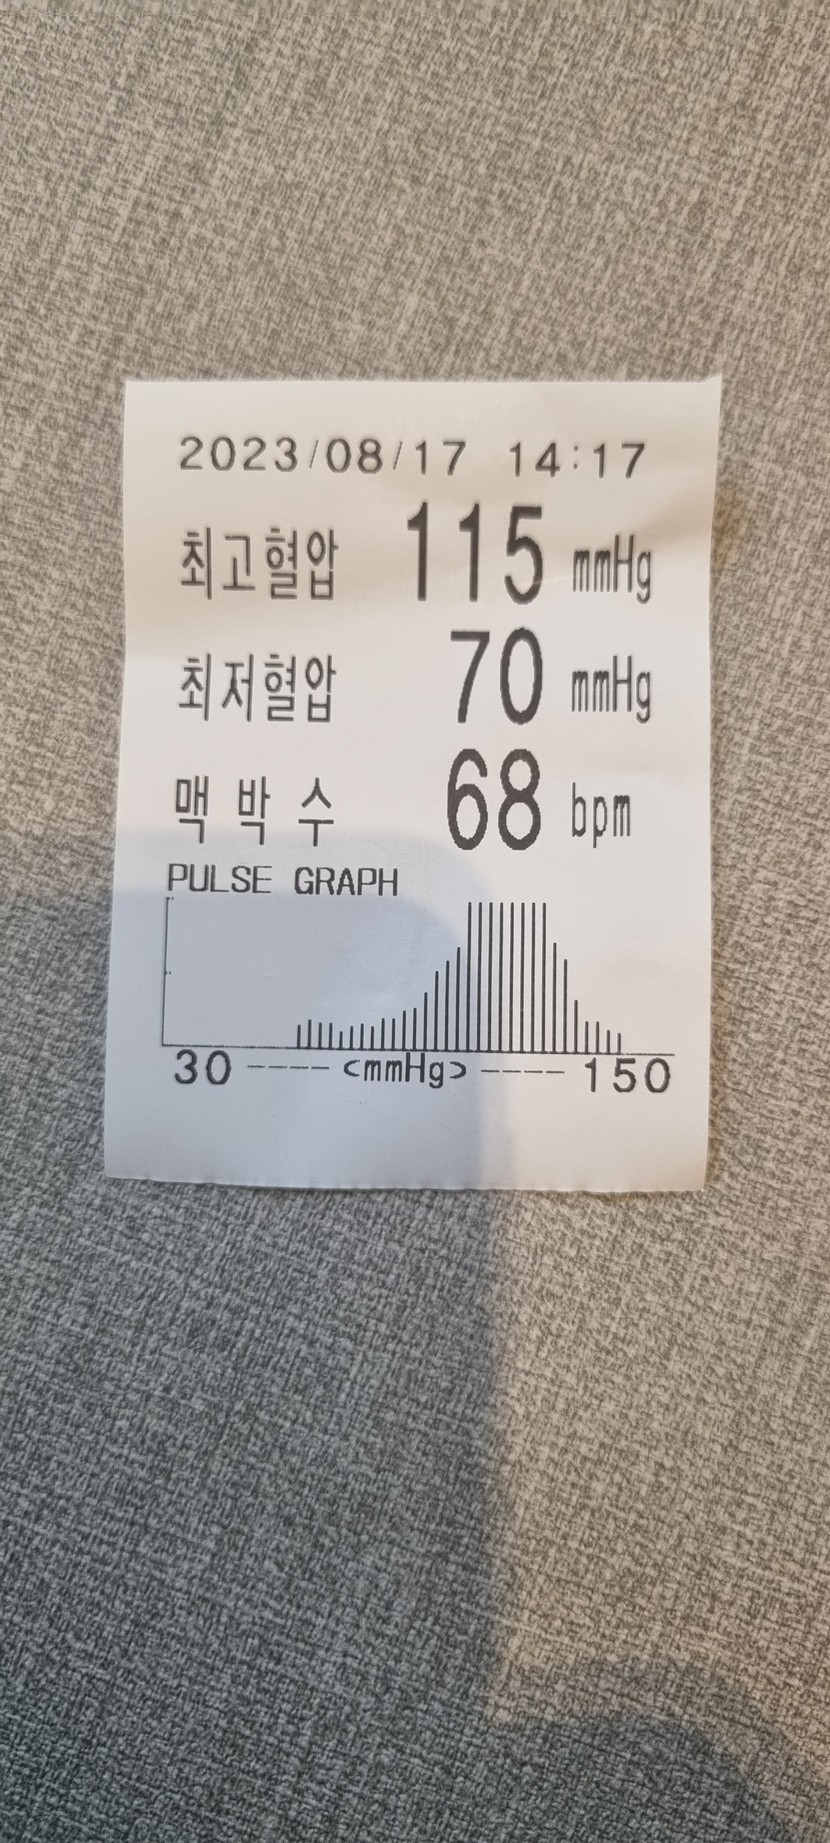 2023/08/17 14:17
최고혈압 115 mmHg
최저혈압 70 mmHg
맥 박 수 68 bpm
PULSE GRAPH
30 ---- <mmHg> ---- 150